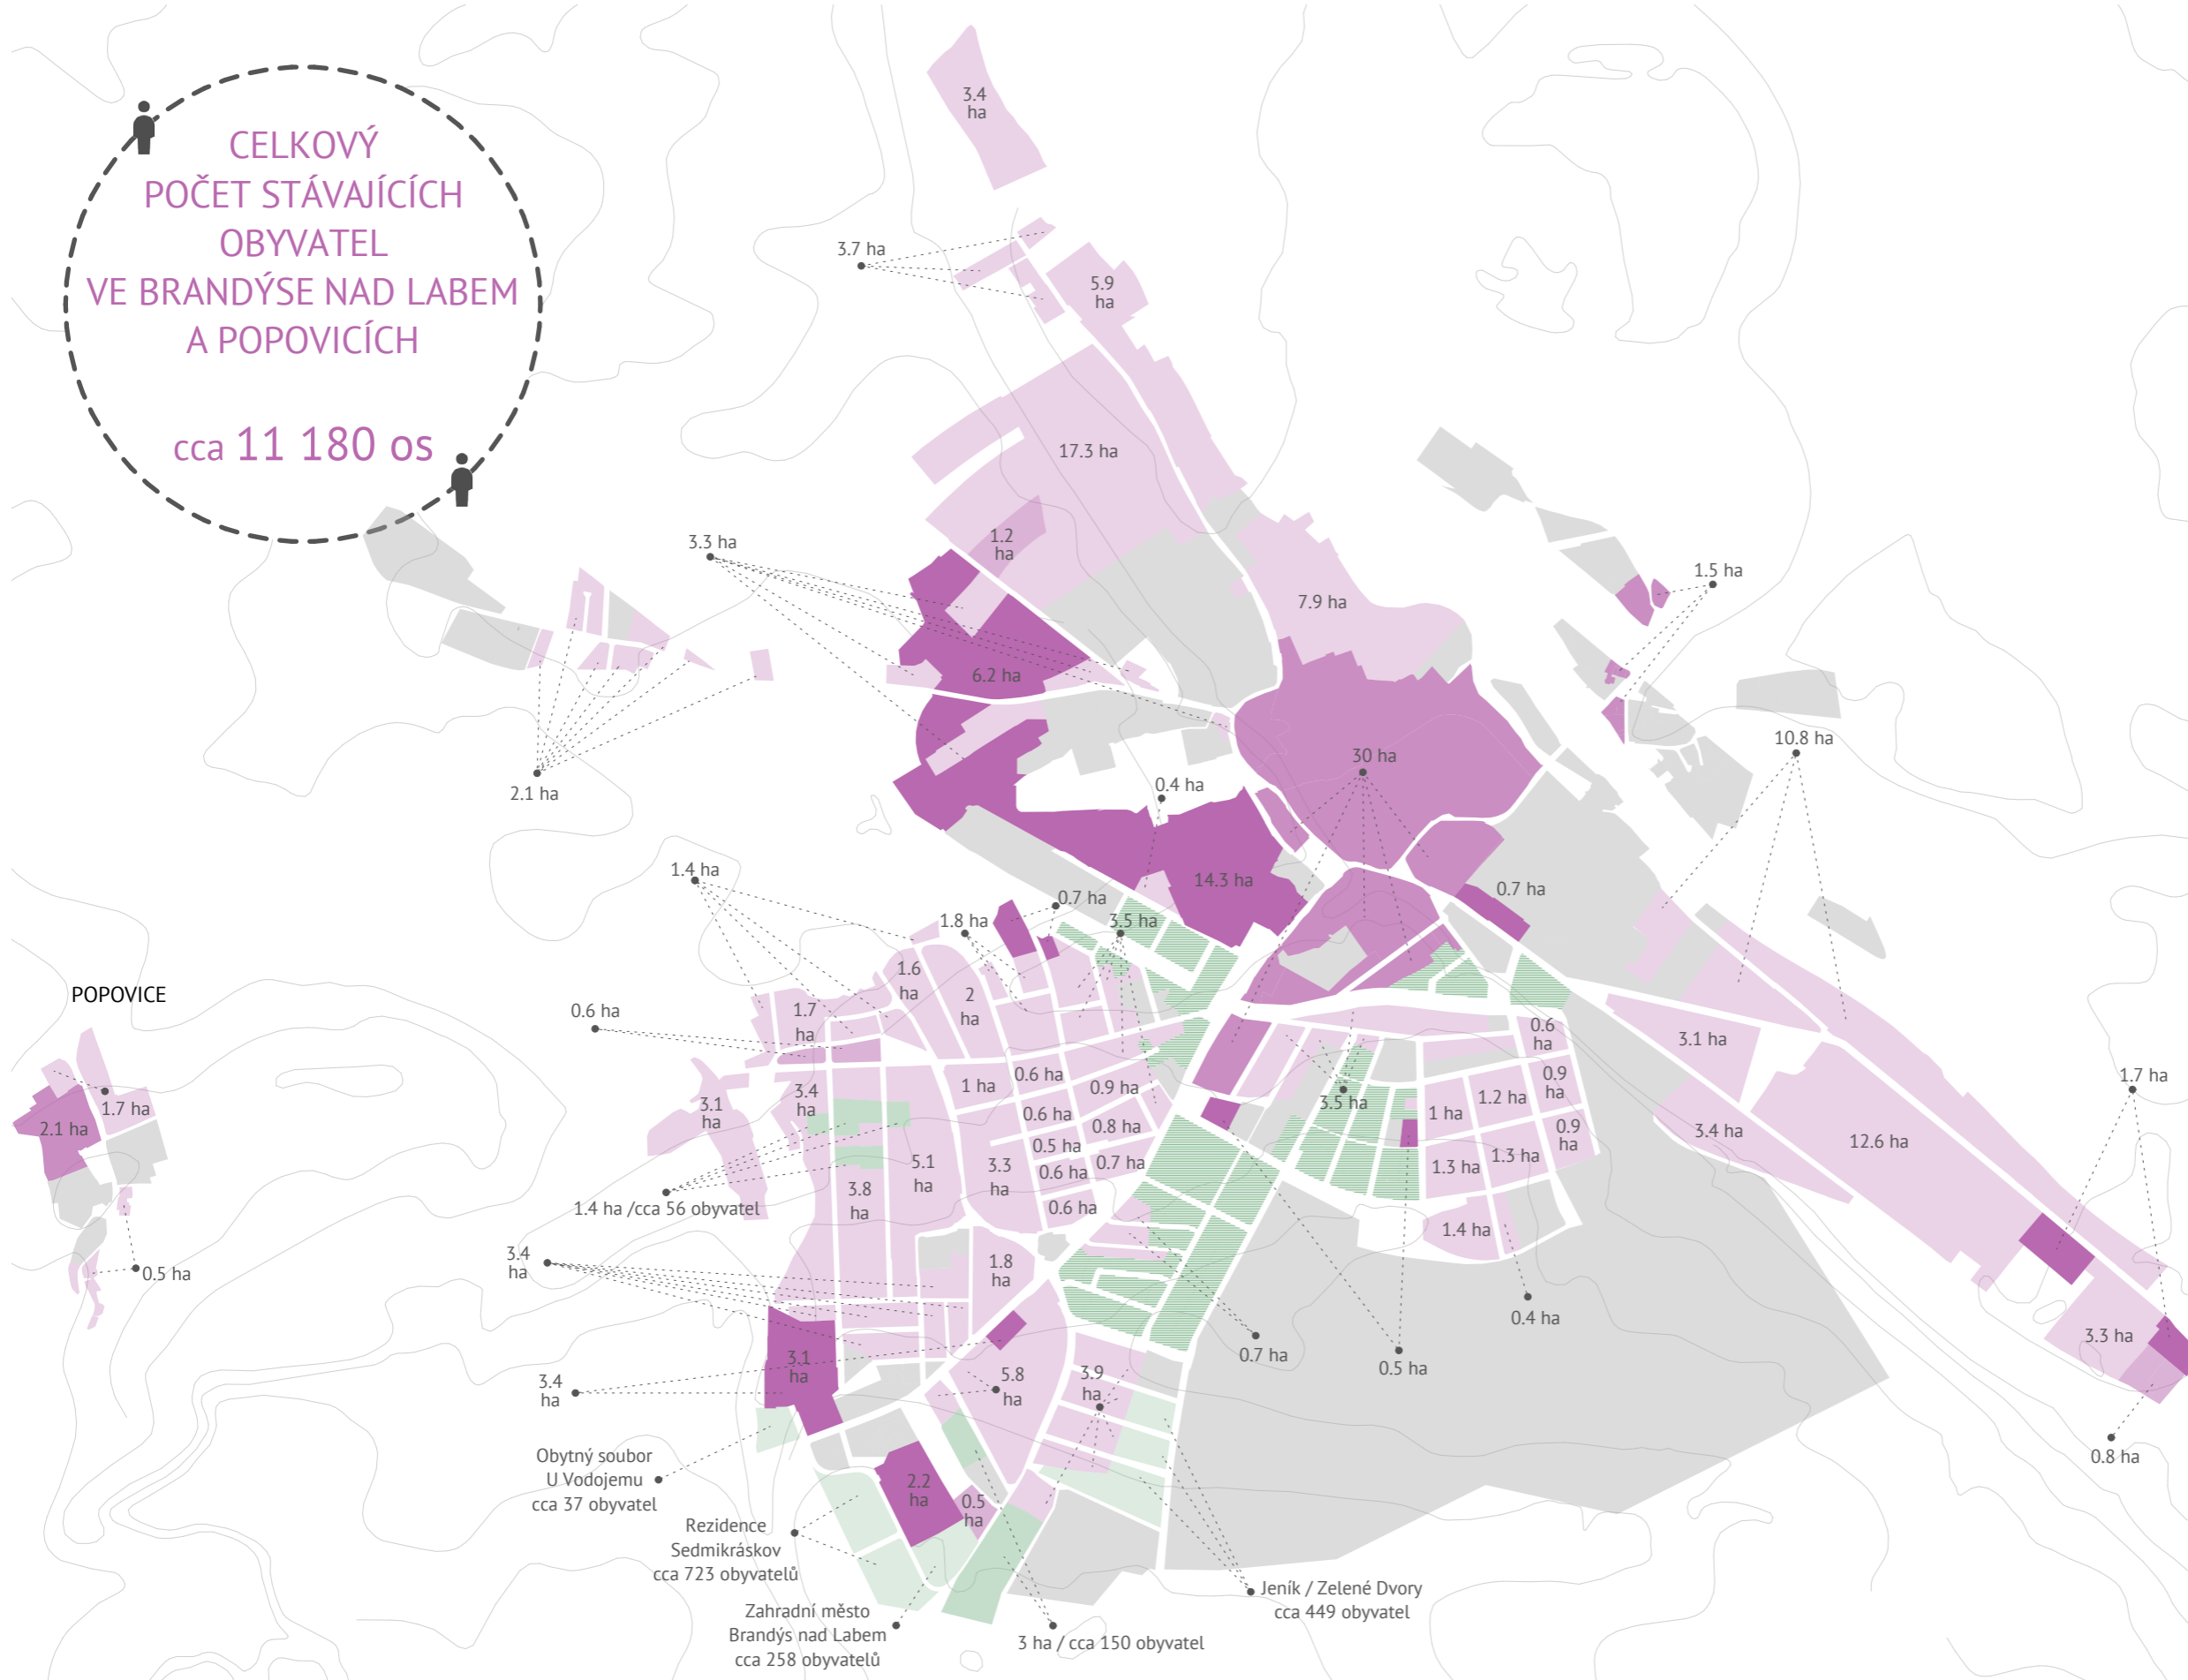 CELKOVÝ
POČET STÁVAJÍCÍCH
OBYVATEL
VE BRANDÝSE NAD LABEM
A POPOVICÍCH
cca 11 180 os
3.4
ha
3.7 ha
5.9
ha
17.3 ha
1.2
ha
3.3 ha
7.9 ha
1.5 ha
6.2 ha
2.1 ha
30 ha
10.8 ha
0.4 ha
14.3 ha
0.7 ha
1.4 ha
0.7 ha
1.8 ha
3.5 ha
1.6
ha
2
ha
1.7
ha
0.6 ha
POPOVICE
1.7 ha
2.1 ha
0.5 ha
3.1
ha
3.4
ha
1 ha
0.6 ha
0.9 ha
0.6 ha
0.8 ha
0.5 ha
0.6 ha
0.7 ha
0.6 ha
3.3
ha
5.1
ha
3.8
ha
1.4 ha /cca 56 obyvatel
3.5 ha
0.6
ha
1 ha
1.2 ha
0.9
ha
1.3 ha
1.3 ha
0.9
ha
1.4 ha
0.4 ha
3.1 ha
3.4 ha
12.6 ha
1.7 ha
3.3 ha
0.8 ha
3.4
ha
1.8
ha
3.1
ha
3.4
ha
5.8
ha
3.9
ha
0.7 ha
0.5 ha
2.2
ha
0.5
ha
Obytný soubor
U Vodojemu
cca 37 obyvatel
Rezidence
Sedmikráskov
cca 723 obyvatelů
Zahradní město
Brandýs nad Labem
cca 258 obyvatelů
3 ha / cca 150 obyvatel
Jeník / Zelené Dvory
cca 449 obyvatel